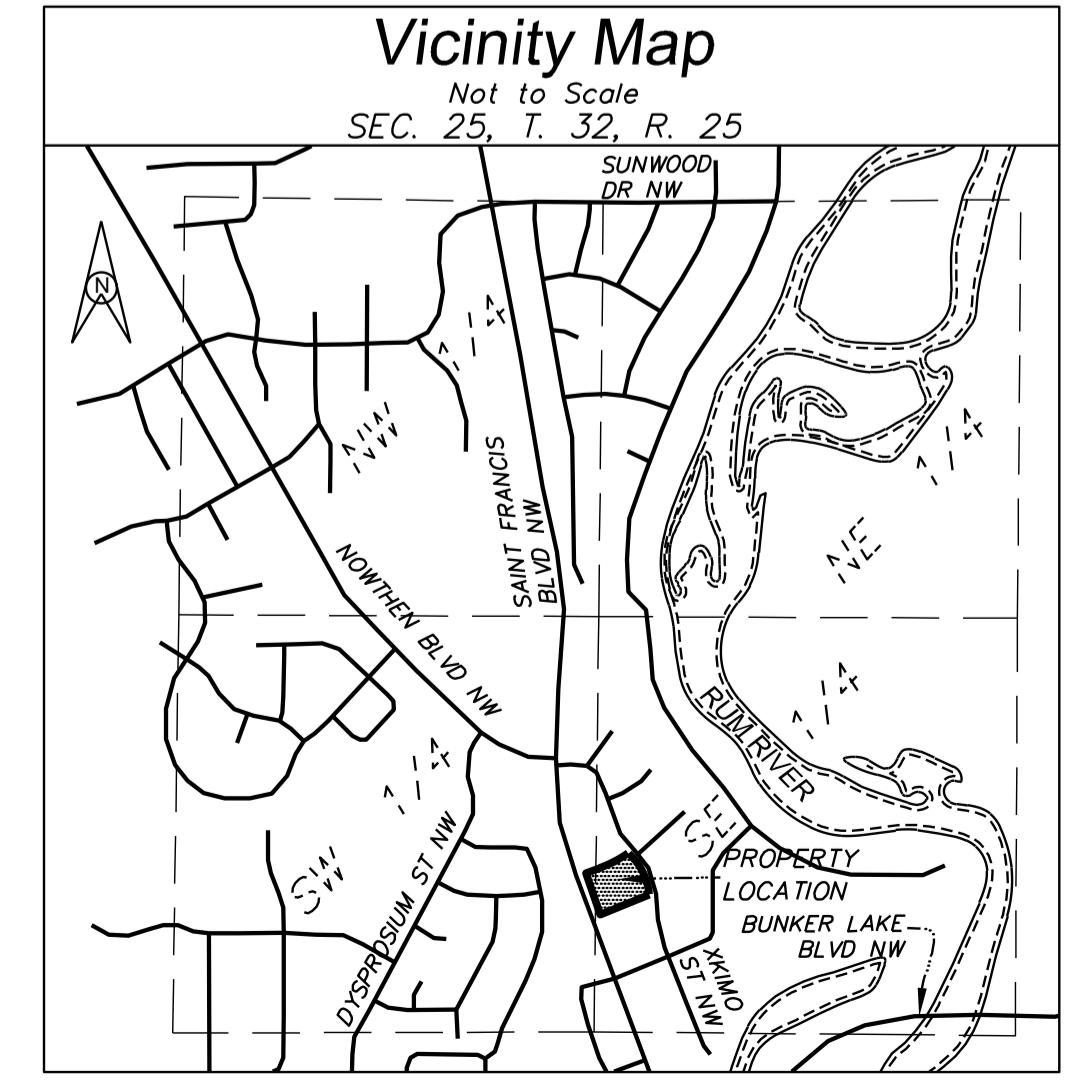 Vicinity Map
Not to Scale
SEC. 25, T. 32, R. 25
SUNWOOD
DR NW
N
1/4
NW
1/4
NE
SAINT FRANCIS
BLVD NW
NOWTHEN BLVD NW
1/4
RUM RIVER
1/4
SW
SE
DYSPROSIUM ST NW
PROPERTY
LOCATION
BUNKER LAKE
BLVD NW
XKIMO
ST NW